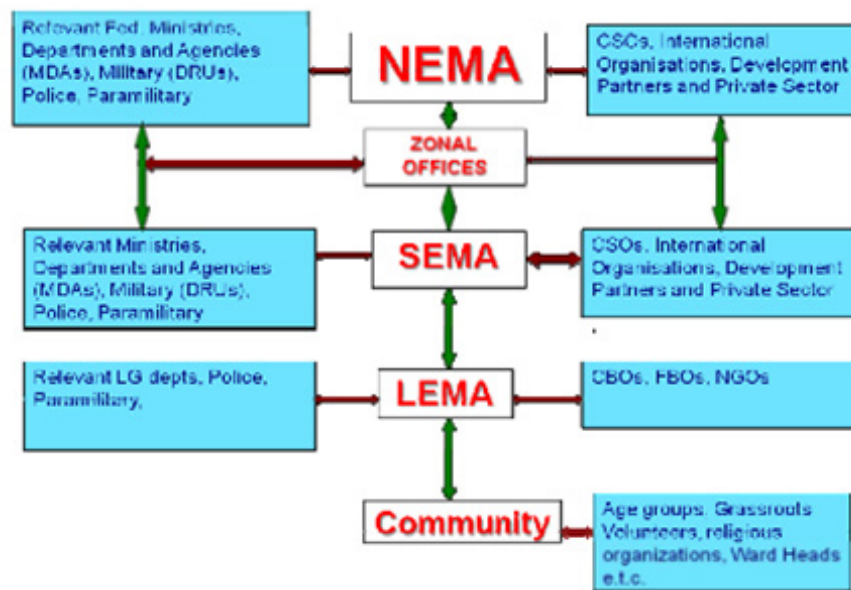 Relevant Fed. Ministries,
Departments and Agencies
(MDAs), Military (DRUs),
Police, Paramilitary
NEMA
CSOs, International
Organisations, Development
Partners and Private Sector
ZONAL
OFFICES
Relevant Ministries,
Departments and Agencies
(MDAs), Military (DRUs),
Police, Paramilitary
SEMA
CSOs, International
Organisations, Development
Partners and Private Sector
Relevant LG depts, Police,
Paramilitary,
LEMA
CBOs, FBOs, NGOs
Community
Age groups, Grassroots
Volunteers, religious
organizations, Ward Heads
e.t.c.